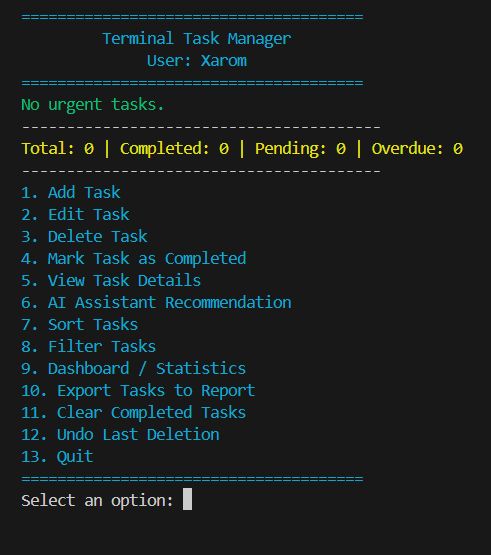 ======================================
Terminal Task Manager
User: Xarom
======================================
No urgent tasks.
----------------------------------------
Total: 0 | Completed: 0 | Pending: 0 | Overdue: 0
----------------------------------------
1. Add Task
2. Edit Task
3. Delete Task
4. Mark Task as Completed
5. View Task Details
6. AI Assistant Recommendation
7. Sort Tasks
8. Filter Tasks
9. Dashboard / Statistics
10. Export Tasks to Report
11. Clear Completed Tasks
12. Undo Last Deletion
13. Quit
======================================
Select an option: